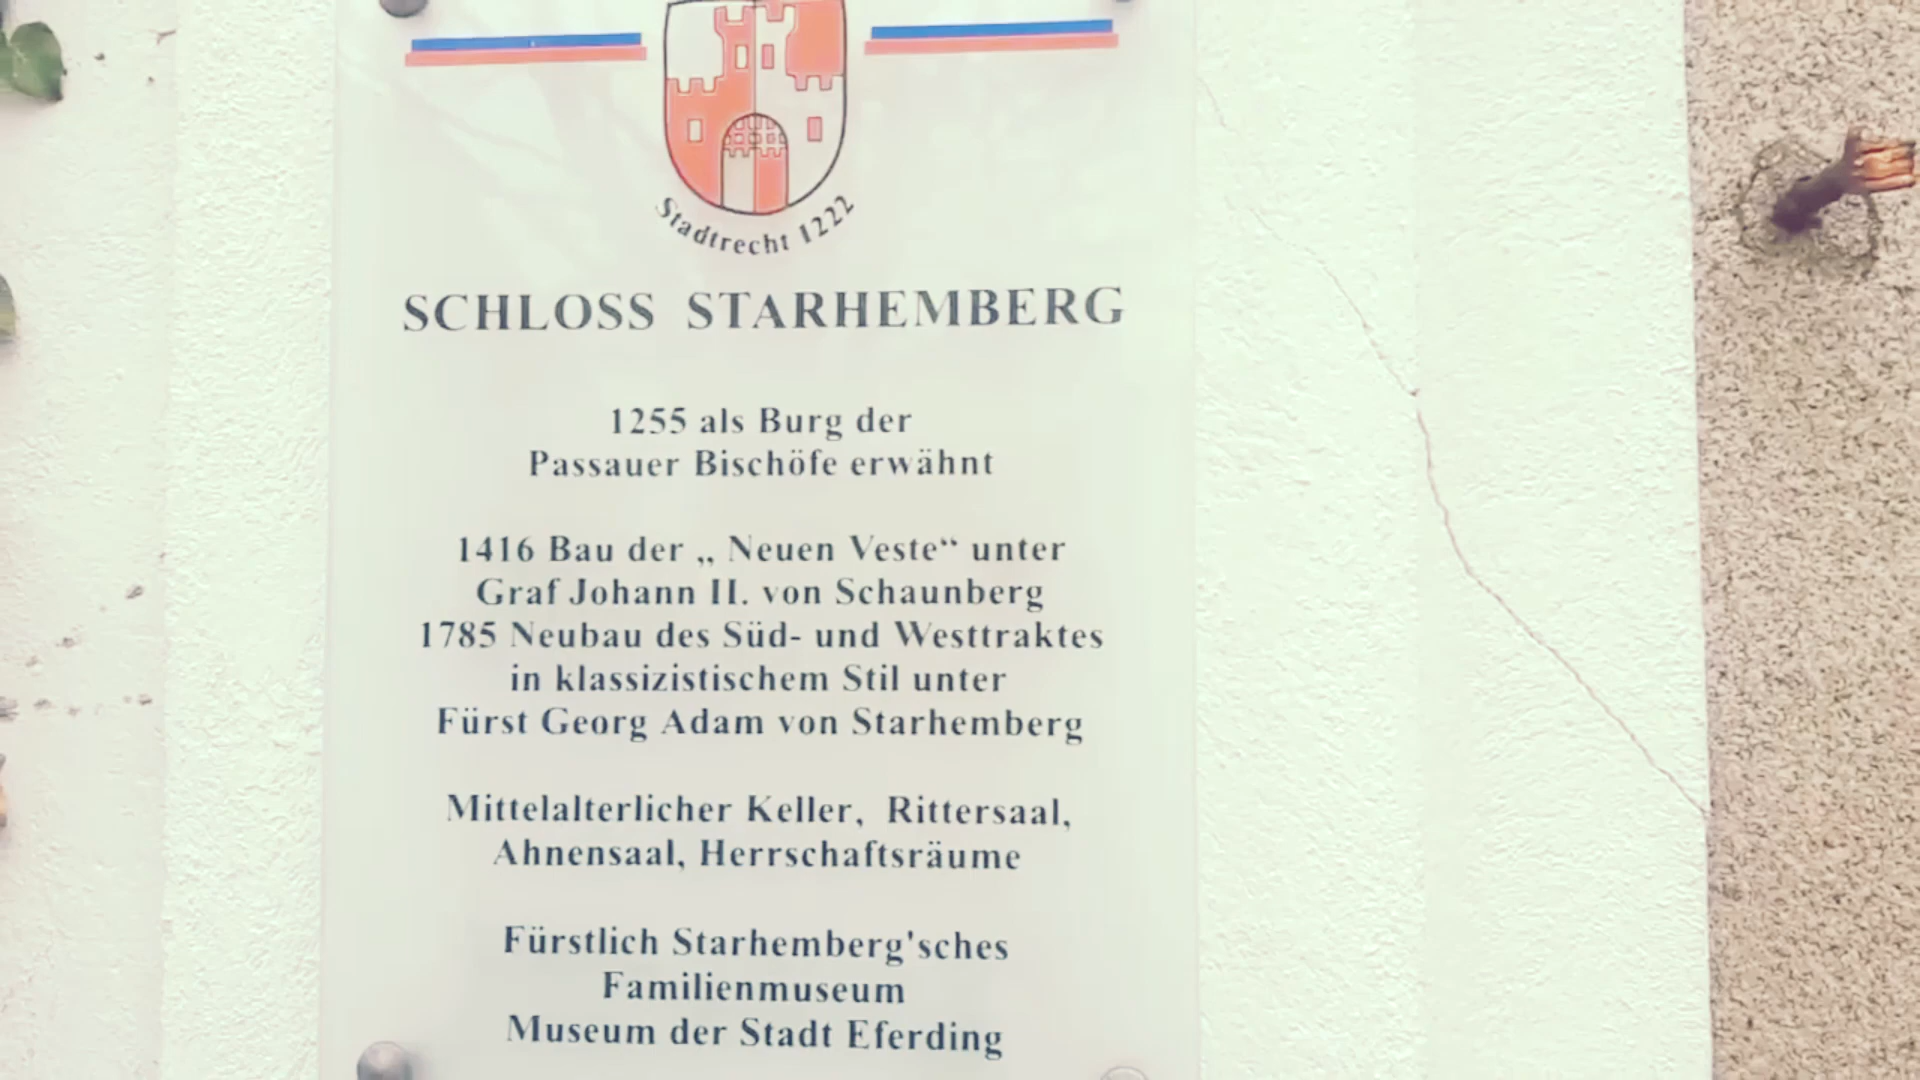 Stadtrecht 1222
SCHLOSS STARHEMBERG
1255 als Burg der
Passauer Bischöfe erwähnt
1416 Bau der „ Neuen Veste“ unter
Graf Johann II. von Schaunberg
1785 Neubau des Süd- und Westtraktes
in klassizistischem Stil unter
Fürst Georg Adam von Starhemberg
Mittelalterlicher Keller, Rittersaal,
Ahnensaal, Herrschaftsräume
Fürstlich Starhemberg'sches
Familienmuseum
Museum der Stadt Eferding